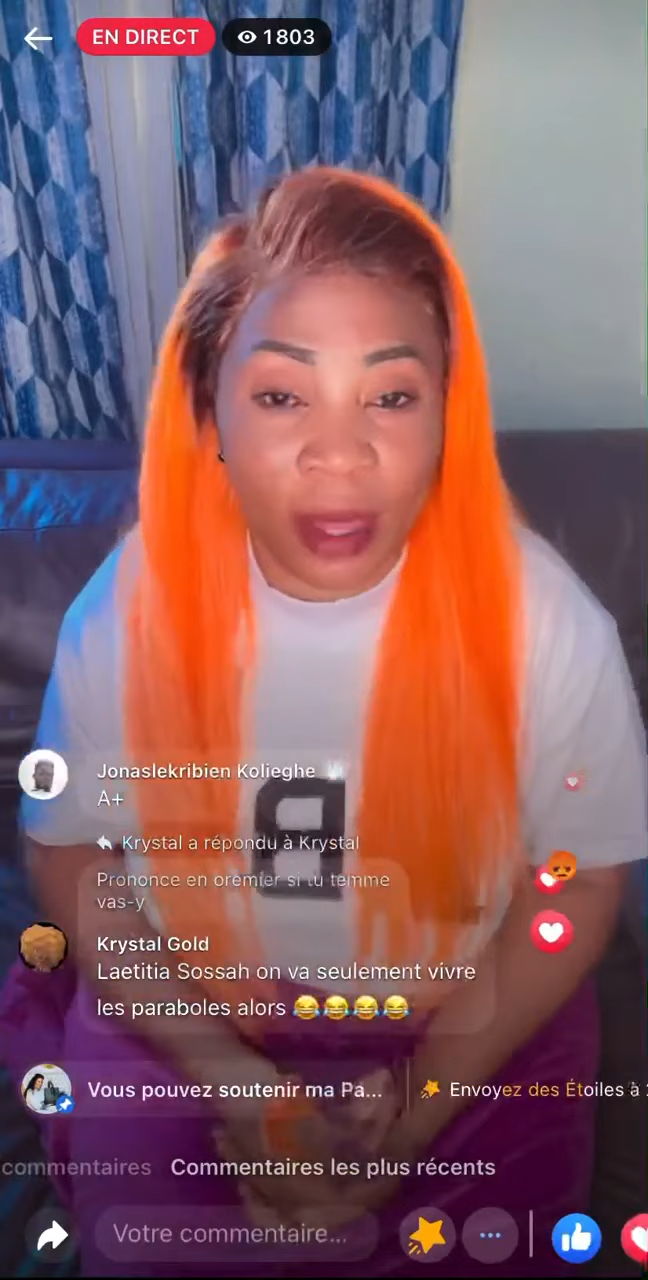 EN DIRECT
1803
Jonaslekribien Kolieghe
A+
Krystal a répondu à Krystal
Prononce en oremier si tu temme
vas-y
Krystal Gold
Laetitia Sossah on va seulement vivre
les paraboles alors 😂😂😂😂
Vous pouvez soutenir ma Pa...
Envoyez des Étoiles à
commentaires
Commentaires les plus récents
Votre commentaire...